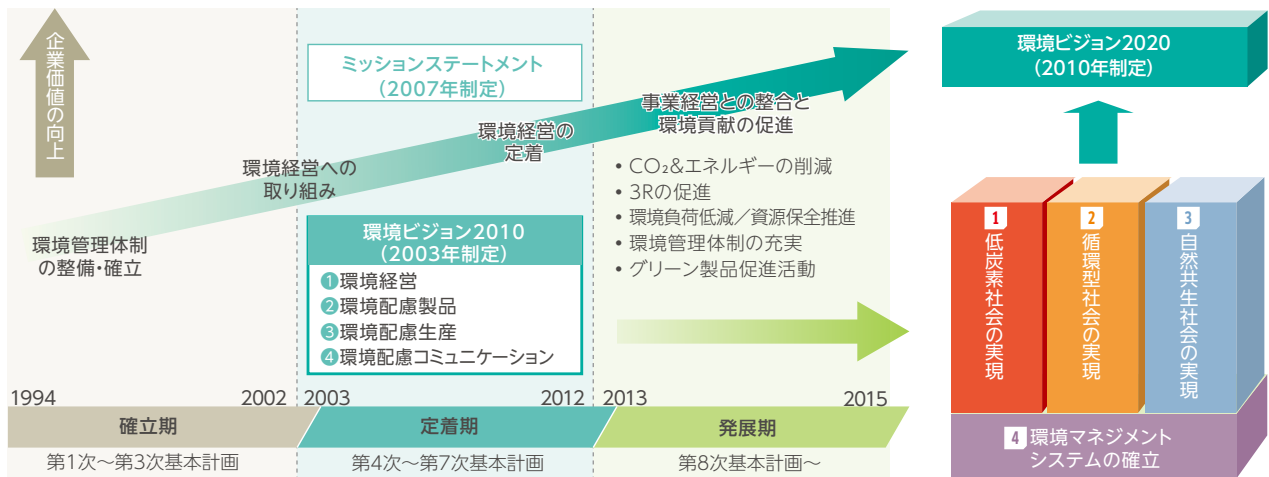 企業価値の向上
ミッションステートメント
（2007年制定）
事業経営との整合と
環境貢献の促進
環境経営の
定着
環境経営への
取り組み
環境管理体制
の整備・確立
• CO₂&エネルギーの削減
• 3Rの促進
• 環境負荷低減／資源保全推進
• 環境管理体制の充実
• グリーン製品促進活動
環境ビジョン2010
（2003年制定）
❶環境経営
❷環境配慮製品
❸環境配慮生産
❹環境配慮コミュニケーション
1994
2002
2003
2012
2013
2015
確立期
定着期
発展期
第1次～第3次基本計画
第4次～第7次基本計画
第8次基本計画～
環境ビジョン2020
（2010年制定）
1 低炭素社会の実現
2 循環型社会の実現
3 自然共生社会の実現
4 環境マネジメント
システムの確立